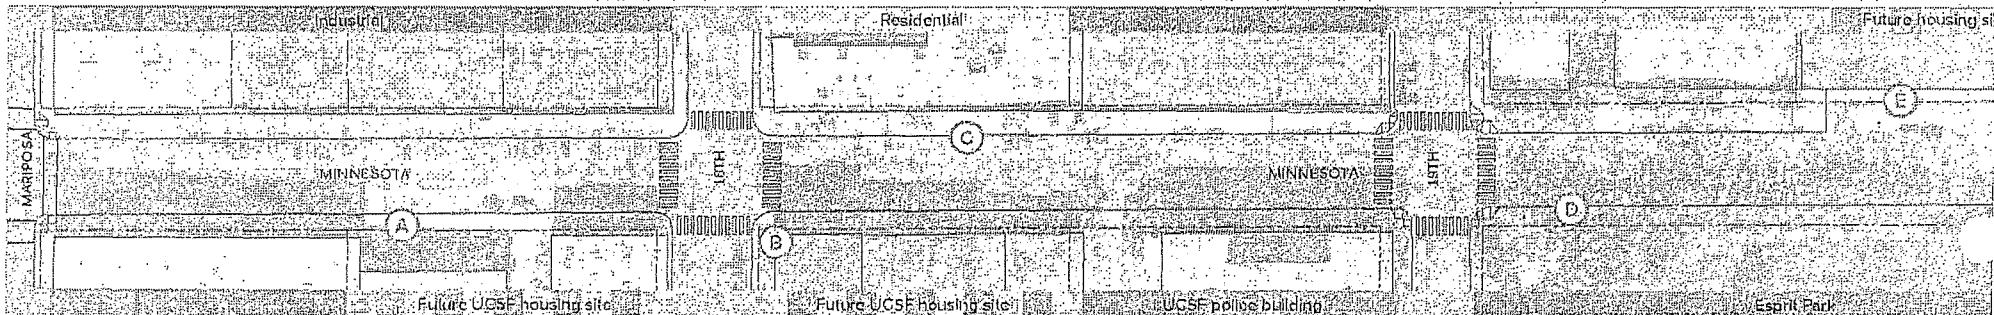 Industrial
Residential
Future housing si
E
C
MARIPOSA
MINNESOTA
18TH
MINNESOTA
19TH
D
A
B
Future UCSF housing site
Future UCSF housing site
UCSF police building
Esprit Park